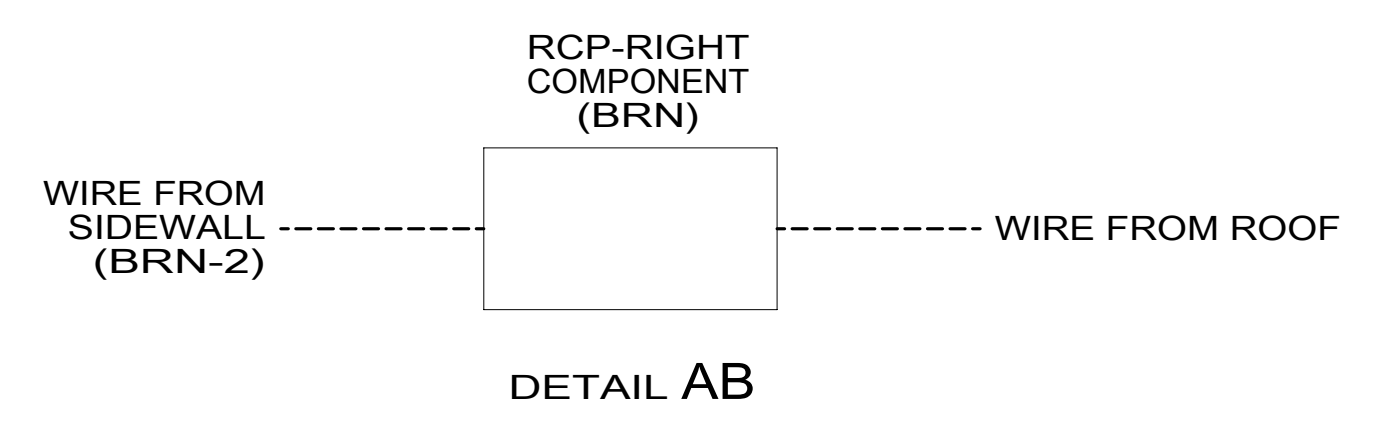 RCP-RIGHT
COMPONENT
(BRN)
WIRE FROM
SIDEWALL
(BRN-2)
WIRE FROM ROOF
DETAIL AB